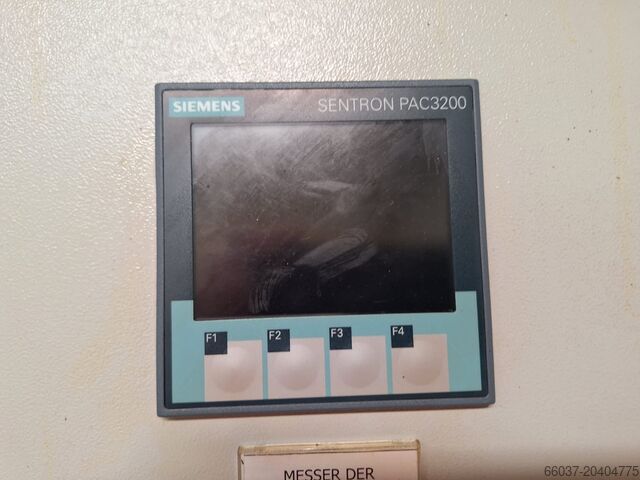 SIEMENS
SENTRON PAC3200
F1
F2
F3
F4
MESSER DER
66037-20404775